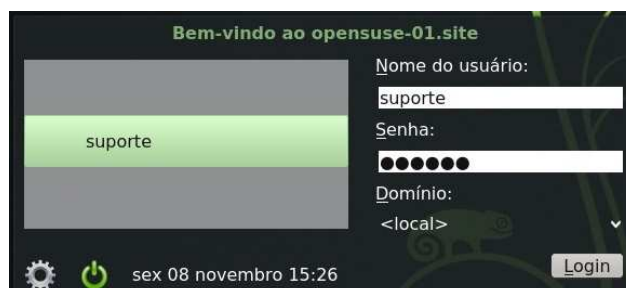 Bem-vindo ao opensuse-01.site
suporte
Nome do usuário:
suporte
Senha:
●●●●●●
Domínio:
<local>
sex 08 novembro 15:26
Login